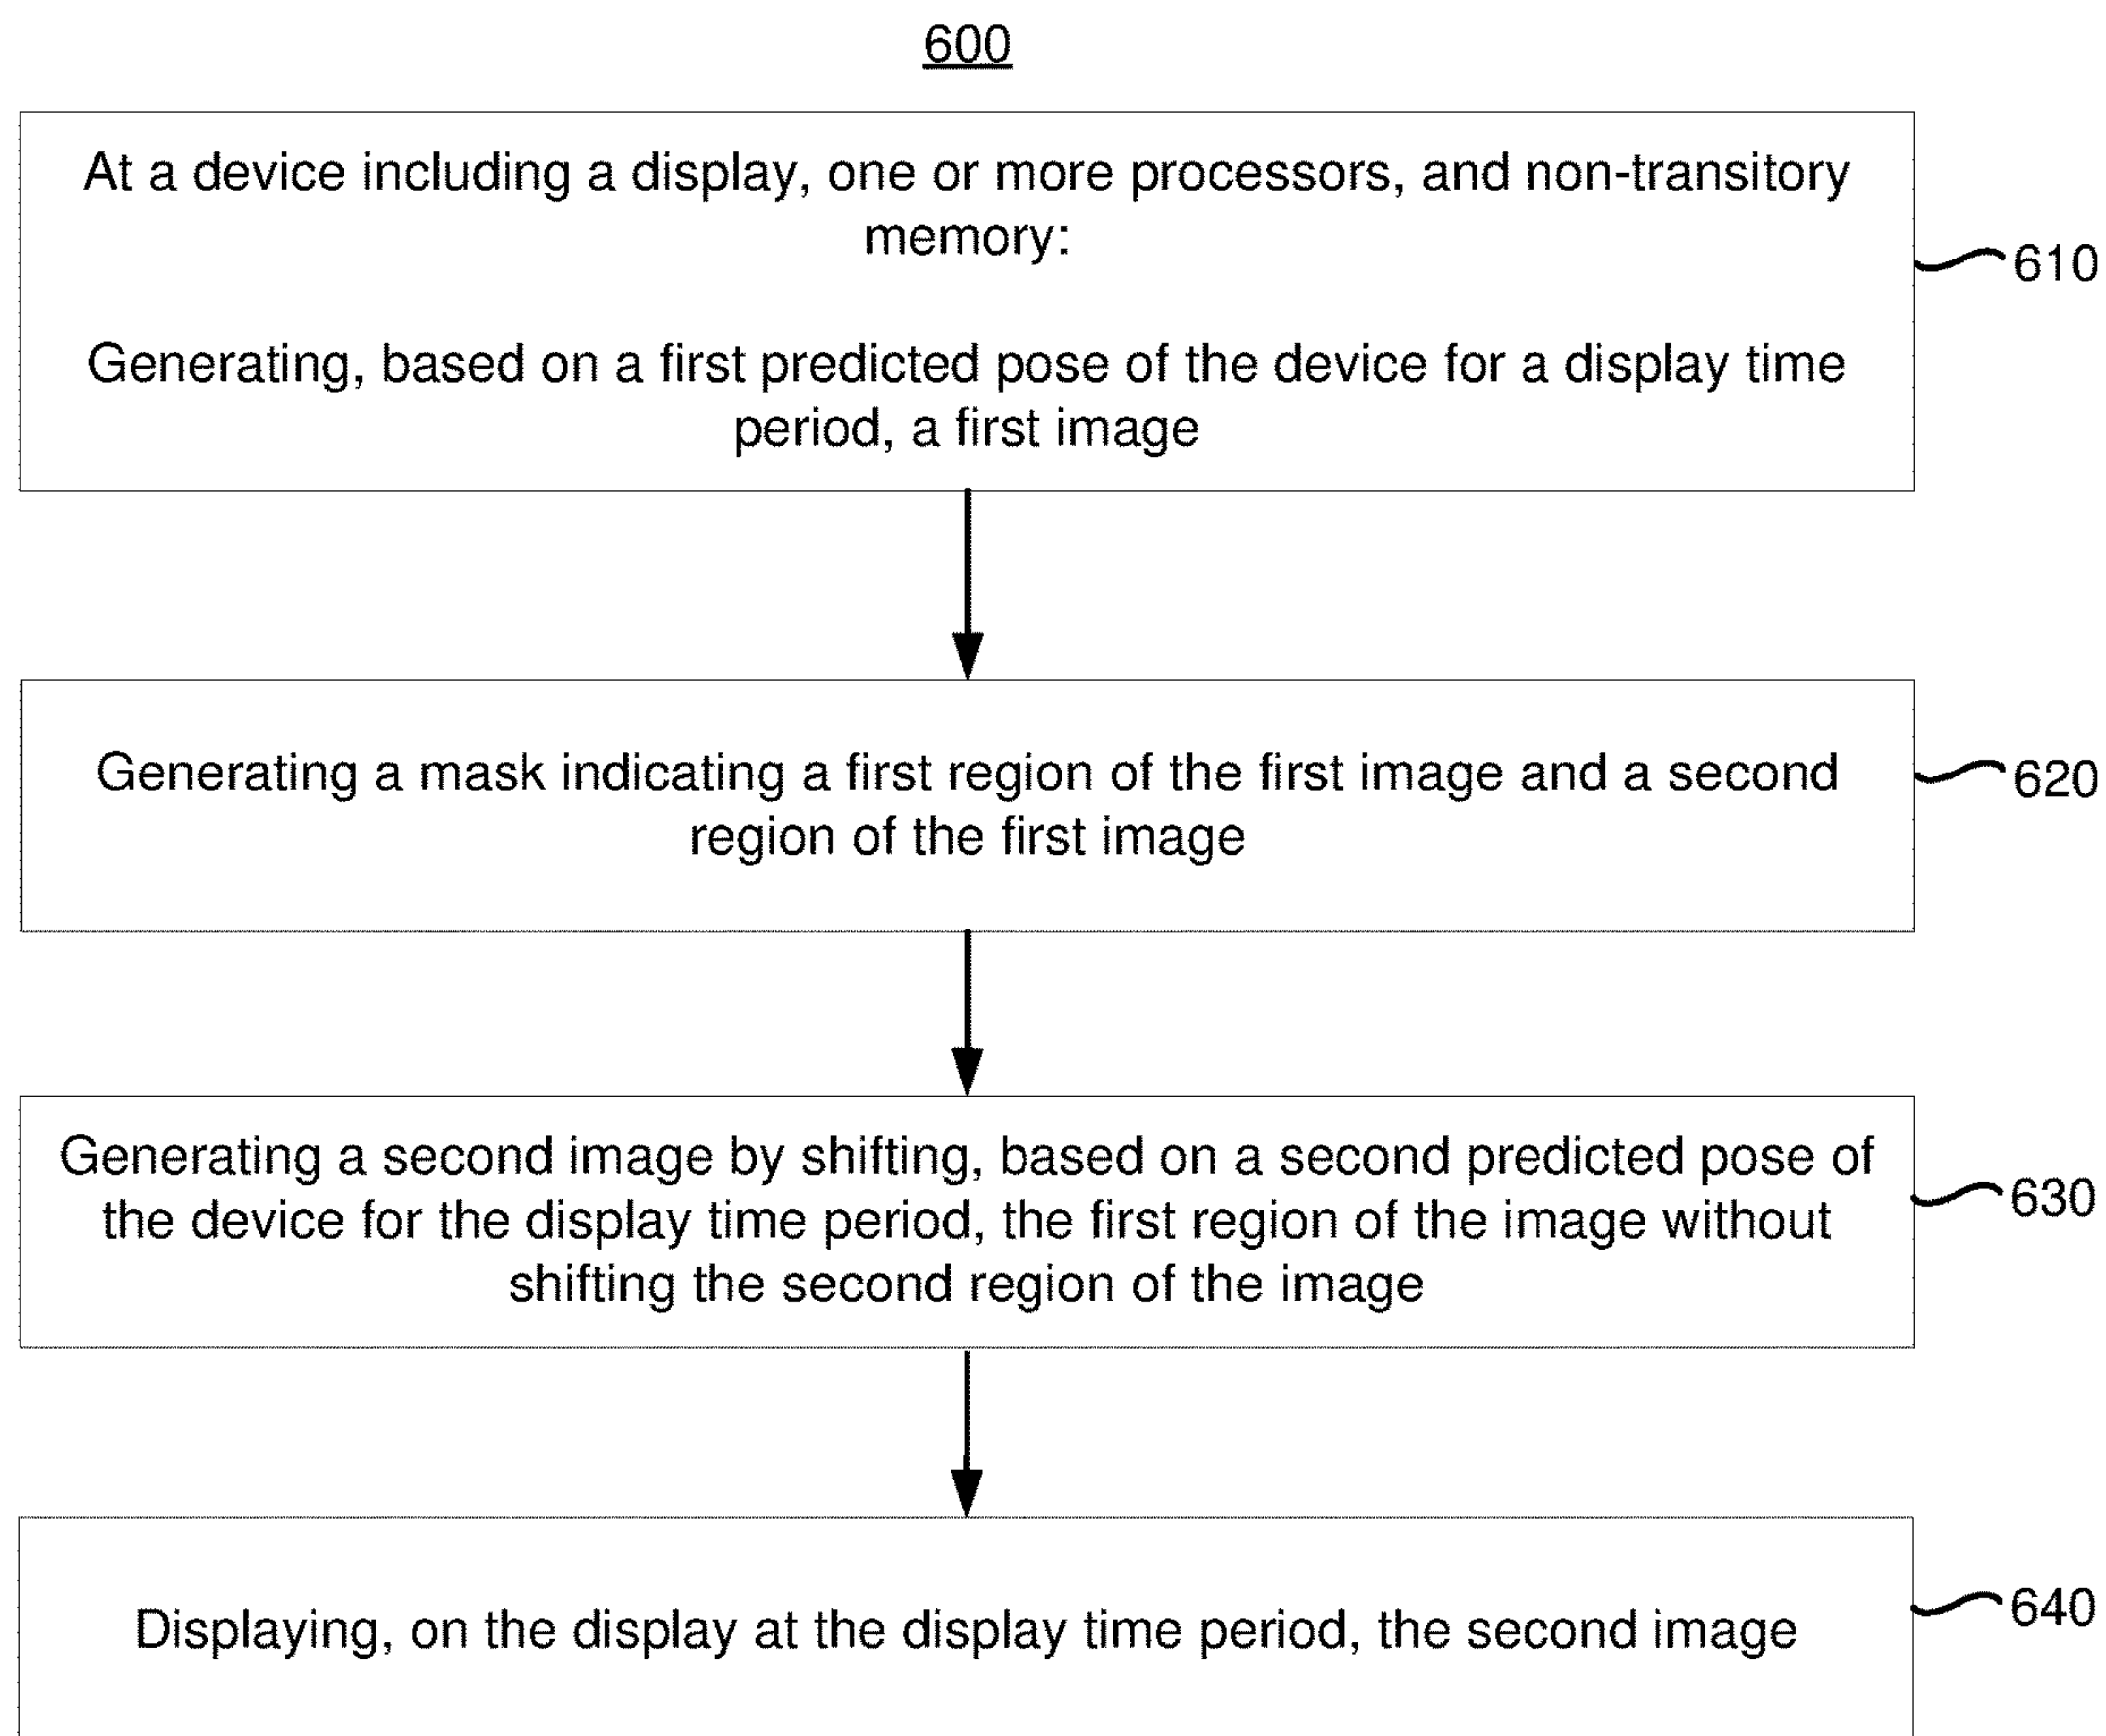 600
At a device including a display, one or more processors, and non-transitory
memory:
Generating, based on a first predicted pose of the device for a display time
period, a first image
610
Generating a mask indicating a first region of the first image and a second
region of the first image
620
Generating a second image by shifting, based on a second predicted pose of
the device for the display time period, the first region of the image without
shifting the second region of the image
630
Displaying, on the display at the display time period, the second image
640